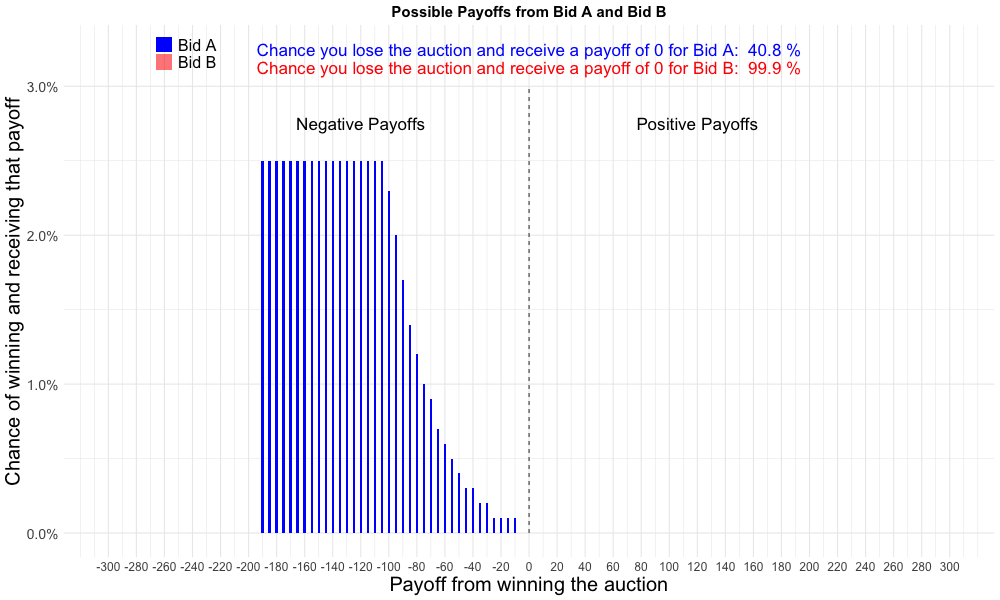 Possible Payoffs from Bid A and Bid B
Bid A
Bid B
Chance you lose the auction and receive a payoff of 0 for Bid A: 40.8 %
Chance you lose the auction and receive a payoff of 0 for Bid B: 99.9 %
Negative Payoffs
Positive Payoffs
Chance of winning and receiving that payoff
3.0%
2.0%
1.0%
0.0%
-300 -280 -260 -240 -220 -200 -180 -160 -140 -120 -100 -80 -60 -40 -20 0 20 40 60 80 100 120 140 160 180 200 220 240 260 280 300
Payoff from winning the auction